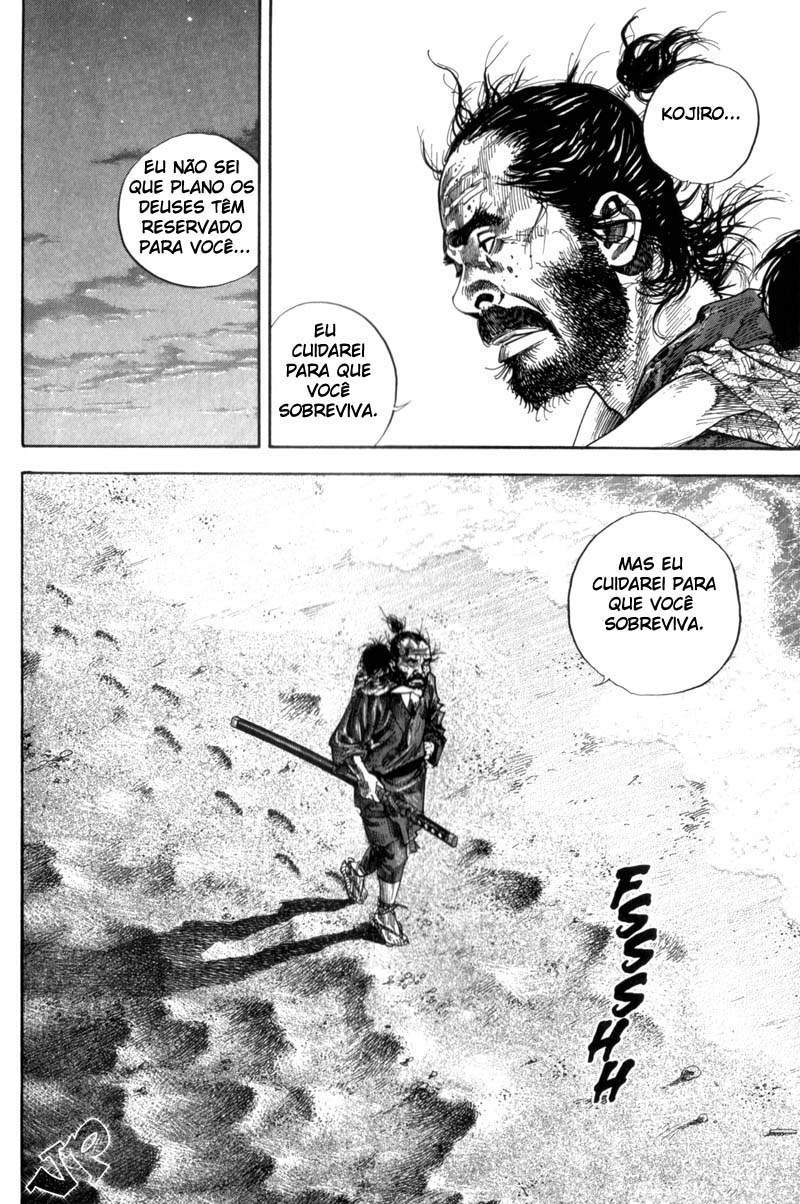 KOJIRO...
EU NÃO SEI
QUE PLANO OS
DEUSES TÊM
RESERVADO
PARA VOCÊ...
EU
CUIDAREI
PARA QUE
VOCÊ
SOBREVIVA.
MAS EU
CUIDAREI PARA
QUE VOCÊ
SOBREVIVA.
FSSSHH
VP